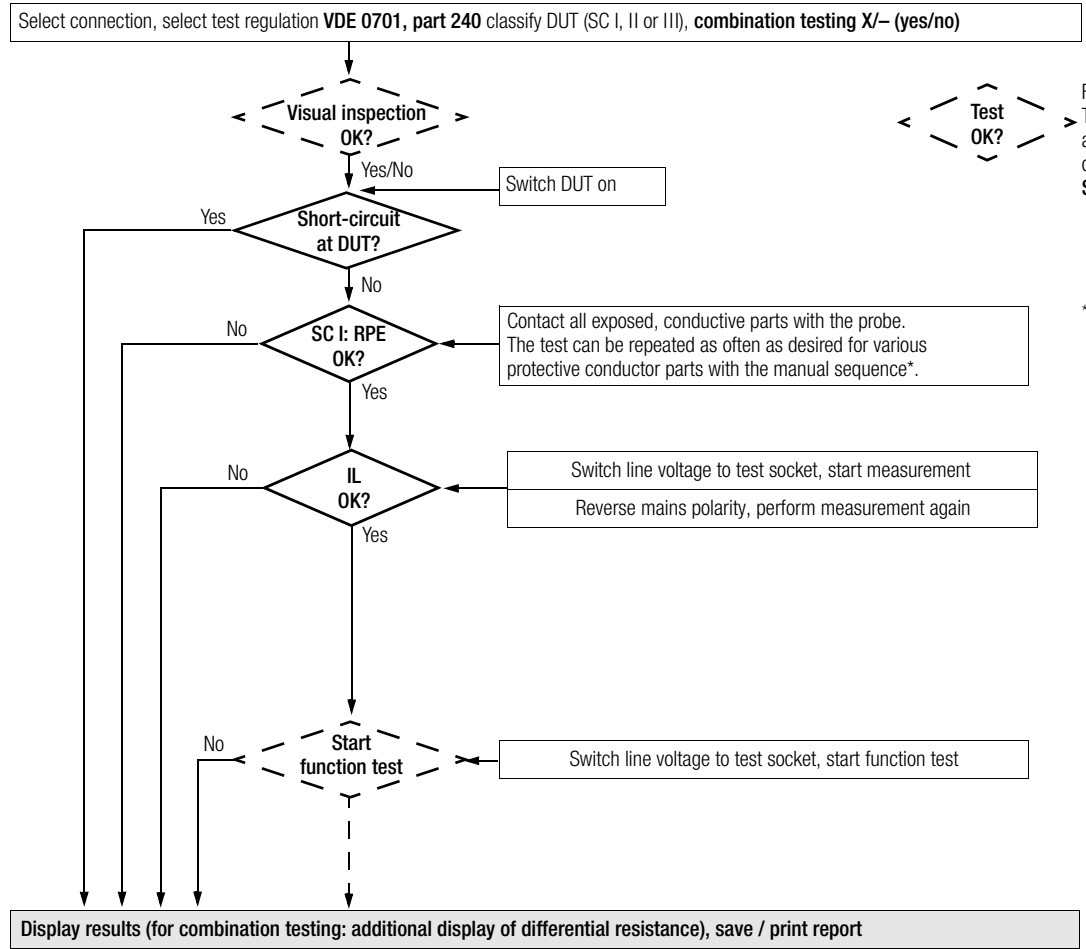 Select connection, select test regulation VDE 0701, part 240 classify DUT (SC I, II or III), combination testing X/– (yes/no)
Visual inspection
OK?
Test
OK?
Yes/No
Switch DUT on
Yes
Short-circuit
at DUT?
No
No
SC I: RPE
OK?
Contact all exposed, conductive parts with the probe.
The test can be repeated as often as desired for various
protective conductor parts with the manual sequence*.
*
Yes
No
IL
OK?
Switch line voltage to test socket, start measurement
Reverse mains polarity, perform measurement again
Yes
No
Start
function test
Switch line voltage to test socket, start function test
Display results (for combination testing: additional display of differential resistance), save / print report